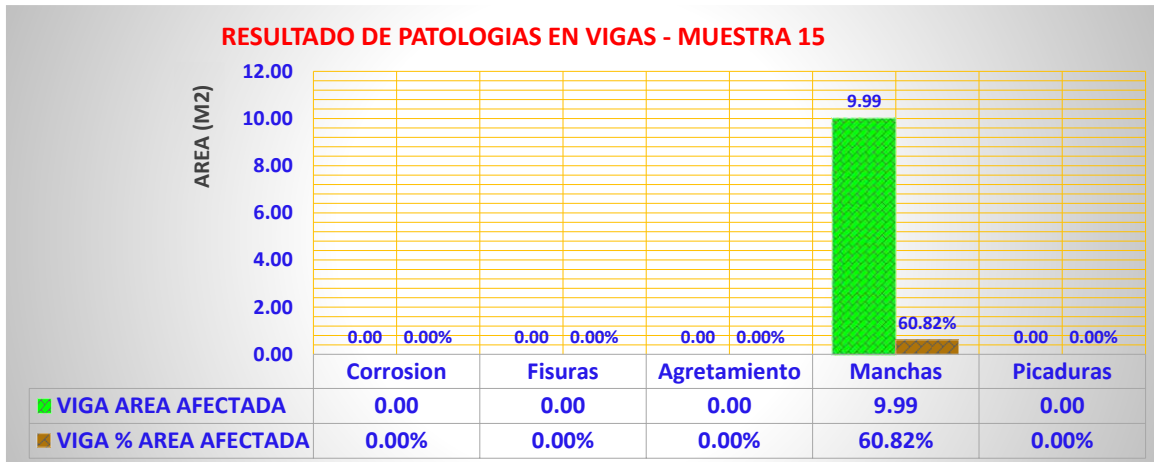 RESULTADO DE PATOLOGIAS EN VIGAS - MUESTRA 15
AREA (M2)
12.00
10.00
8.00
6.00
4.00
2.00
0.00
9.99
60.82%
0.00 0.00% 0.00 0.00% 0.00 0.00% 0.00 0.00%
Corrosion Fisuras Agretamiento Manchas Picaduras
VIGA AREA AFECTADA 0.00 0.00 0.00 9.99 0.00
VIGA % AREA AFECTADA 0.00% 0.00% 0.00% 60.82% 0.00%